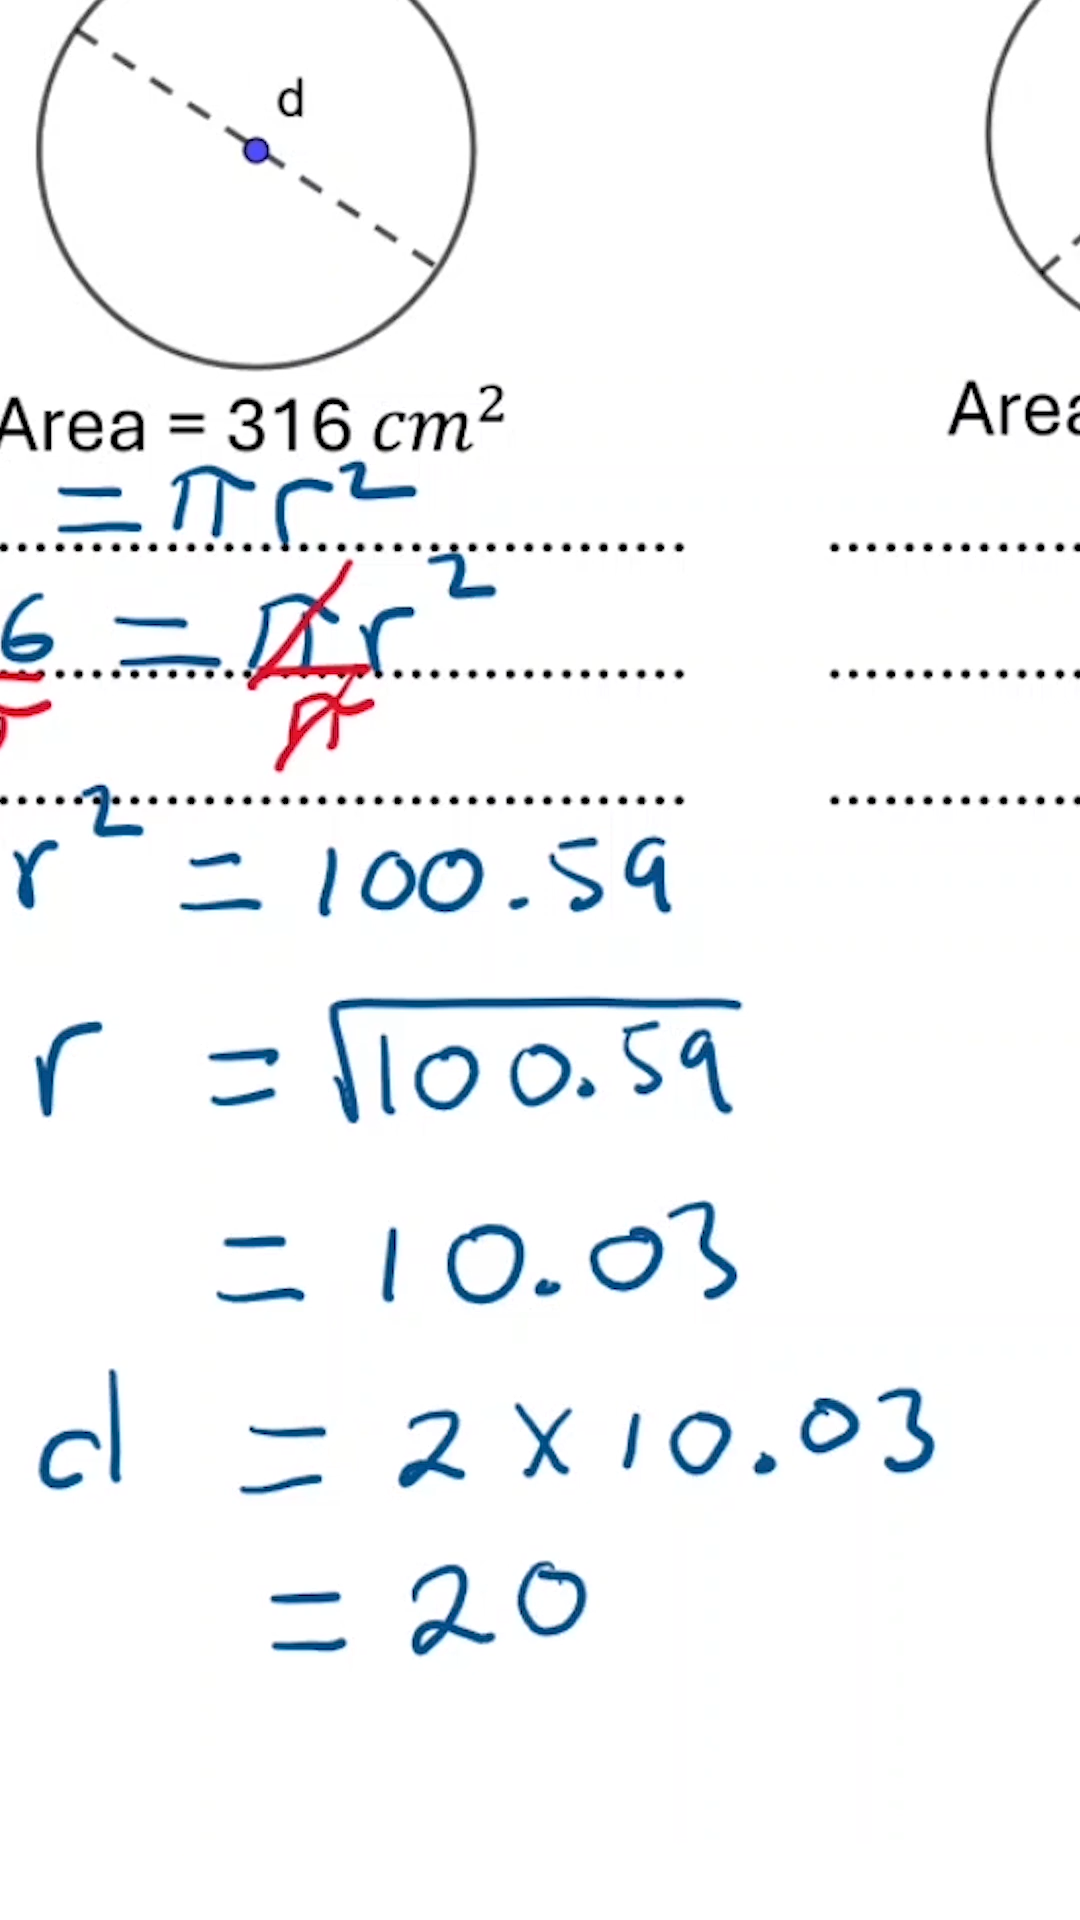 d
Area = 316 cm²
Area
= πr²
6 = πr²
π
r² = 100.59
r = √100.59
= 10.03
d = 2 × 10.03
= 20